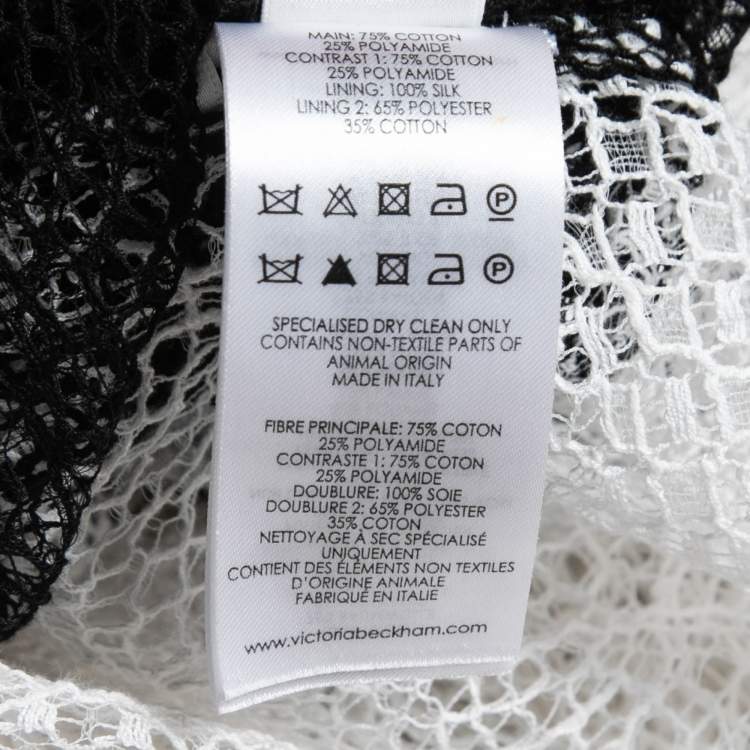 MAIN: 75% COTTON
25% POLYAMIDE
CONTRAST 1: 75% COTTON
25% POLYAMIDE
LINING: 100% SILK
LINING 2: 65% POLYESTER
35% COTTON
P
P
SPECIALISED DRY CLEAN ONLY
CONTAINS NON-TEXTILE PARTS OF
ANIMAL ORIGIN
MADE IN ITALY
FIBRE PRINCIPALE: 75% COTON
25% POLYAMIDE
CONTRASTE 1: 75% COTON
25% POLYAMIDE
DOUBLURE: 100% SOIE
DOUBLURE 2: 65% POLYESTER
35% COTON
NETTOYAGE À SEC SPÉCIALISÉ
UNIQUEMENT
CONTIENT DES ÉLÉMENTS NON TEXTILES
D'ORIGINE ANIMALE
FABRIQUÉ EN ITALIE
www.victoriabeckham.com